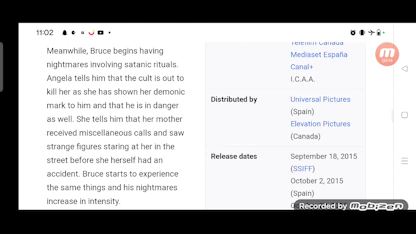 11:02
Meanwhile, Bruce begins having
nightmares involving satanic rituals.
Angela tells him that the cult is out to
kill her as she has shown her demonic
mark to him and that he is in danger
as well. She tells him that her mother
received miscellaneous calls and saw
strange figures staring at her in the
street before she herself had an
accident. Bruce starts to experience
the same things and his nightmares
increase in intensity.
Telefilm Canada
Mediaset España
Canal+
I.C.A.A.
Distributed by
Universal Pictures
(Spain)
Elevation Pictures
(Canada)
Release dates
September 18, 2015
(SSIFF)
October 2, 2015
(Spain)
Recorded by Mobizen